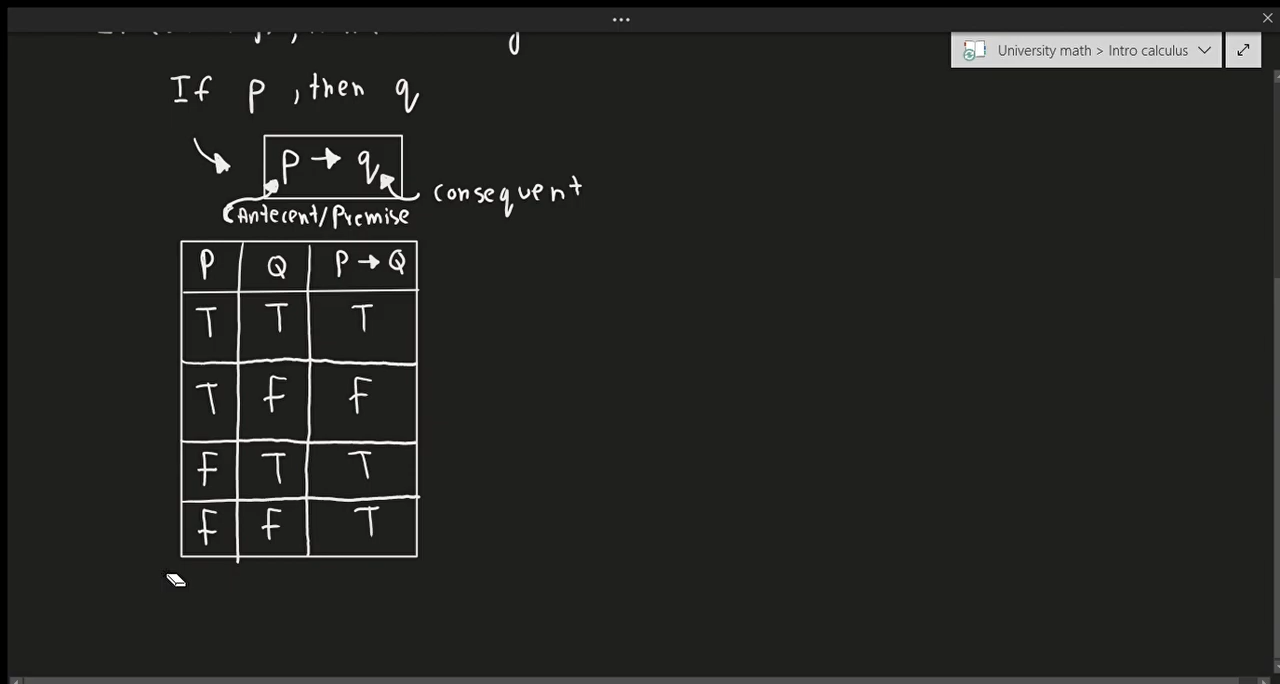 ...
University math > Intro calculus
If p , then q
p → q
Consequent
Antecent/Premise
P Q P → Q
T T T
T F F
F T T
F F T